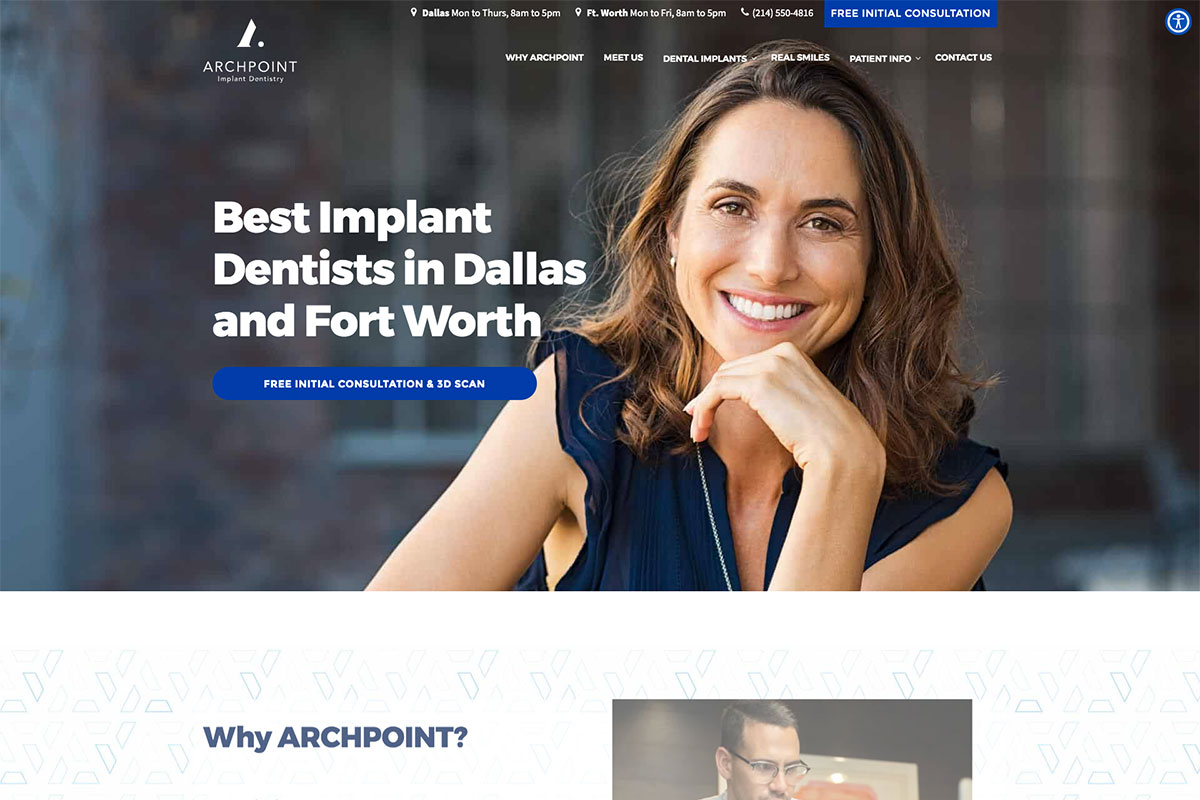 Dallas Mon to Thurs, 8am to 5pm Ft. Worth Mon to Fri, 8am to 5pm (214) 550-4816 FREE INITIAL CONSULTATION
ARCHPOINT
Implant Dentistry
WHY ARCHPOINT MEET US DENTAL IMPLANTS REAL SMILES PATIENT INFO CONTACT US
Best Implant
Dentists in Dallas
and Fort Worth
FREE INITIAL CONSULTATION & 3D SCAN
Why ARCHPOINT?